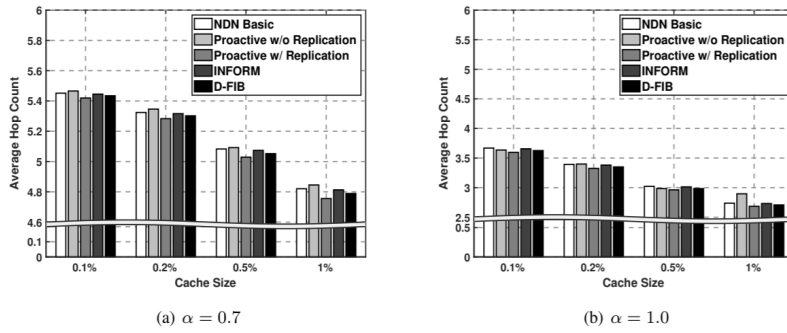 6
5.8
5.6
5.4
5.2
5
4.8
4.6
0.1
0
Average Hop Count
NDN Basic
Proactive w/o Replication
Proactive w/ Replication
INFORM
D-FIB
0.1% 0.2% 0.5% 1%
Cache Size
(a) α = 0.7
6
5.5
5
4.5
4
3.5
3
2.5
0.5
0
Average Hop Count
NDN Basic
Proactive w/o Replication
Proactive w/ Replication
INFORM
D-FIB
0.1% 0.2% 0.5% 1%
Cache Size
(b) α = 1.0